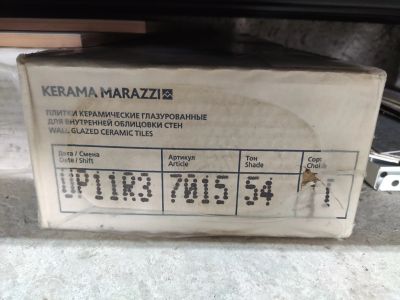 KERAMA MARAZZI
ПЛИТКИ КЕРАМИЧЕСКИЕ ГЛАЗУРОВАННЫЕ
ДЛЯ ВНУТРЕННЕЙ ОБЛИЦОВКИ СТЕН
WALL GLAZED CERAMIC TILES
Дата / Смена Артикул Тон Сорт
Date / Shift Article Shade Choice
7015 54 1